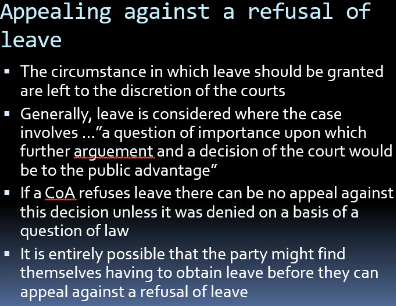 Appealing against a refusal of
leave
▪ The circumstance in which leave should be granted
are left to the discretion of the courts
▪ Generally, leave is considered where the case
involves ...”a question of importance upon which
further arguement and a decision of the court would
be to the public advantage”
▪ If a CoA refuses leave there can be no appeal against
this decision unless it was denied on a basis of a
question of law
▪ It is entirely possible that the party might find
themselves having to obtain leave before they can
appeal against a refusal of leave